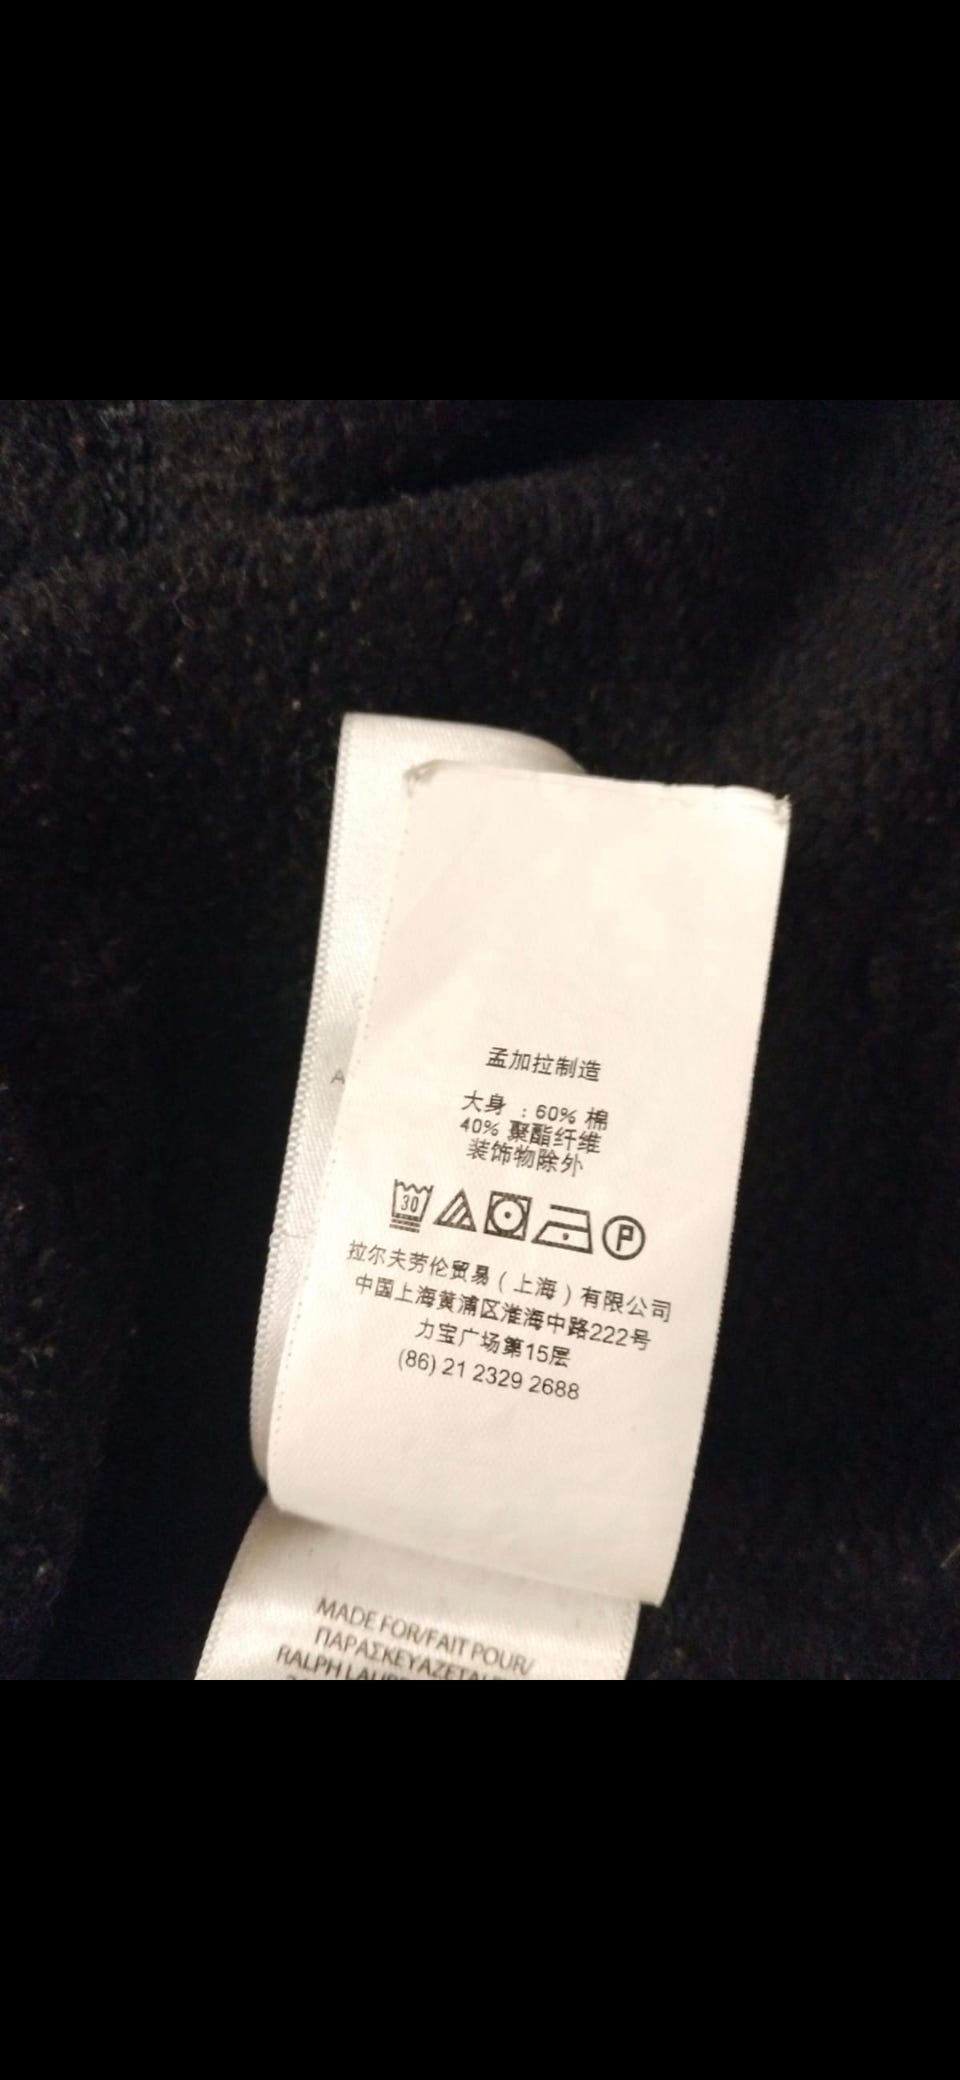 孟加拉制造
大身 : 60% 棉
40% 聚酯纤维
装饰物除外
30 P
拉尔夫劳伦贸易 ( 上海 ) 有限公司
中国上海黄浦区淮海中路222号
力宝广场第15层
(86) 21 2329 2688
A
MADE FOR/FAIT POUR/
RALPH